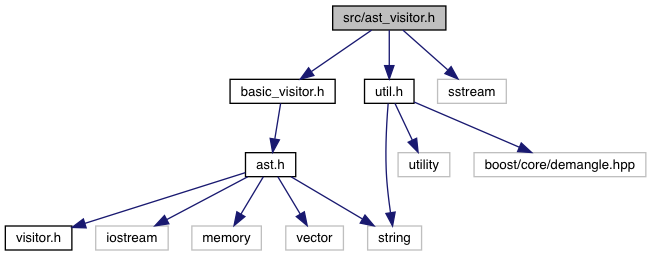 src/ast_visitor.h
basic_visitor.h
util.h
sstream
ast.h
utility
boost/core/demangle.hpp
visitor.h
iostream
memory
vector
string